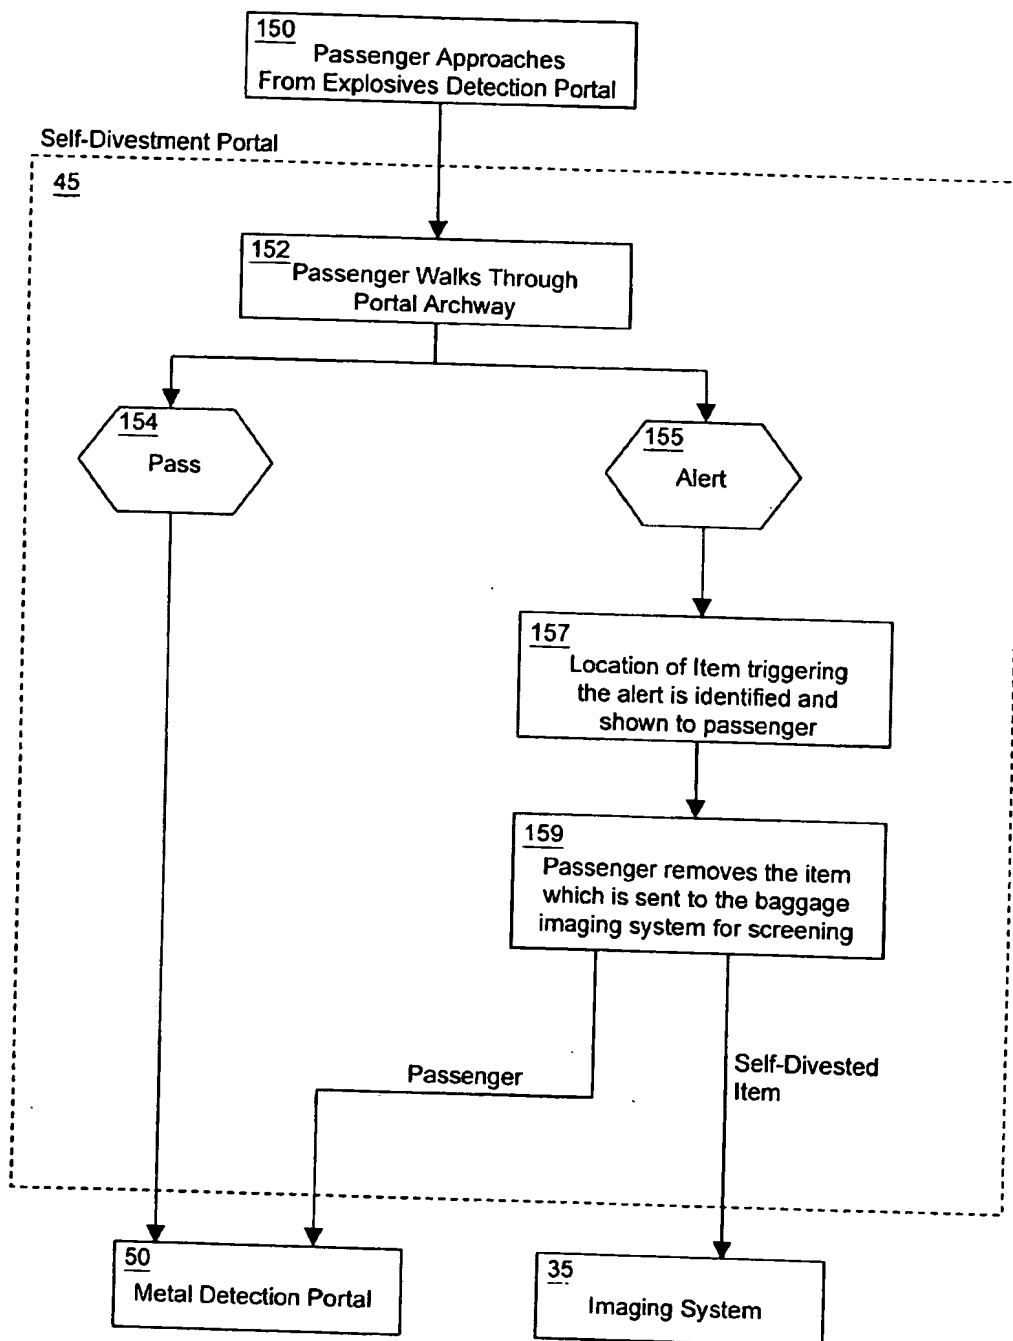 150
Passenger Approaches
From Explosives Detection Portal
Self-Divestment Portal
45
152
Passenger Walks Through
Portal Archway
154
Pass
155
Alert
157
Location of Item triggering
the alert is identified and
shown to passenger
159
Passenger removes the item
which is sent to the baggage
imaging system for screening
Passenger
Self-Divested
Item
50
Metal Detection Portal
35
Imaging System